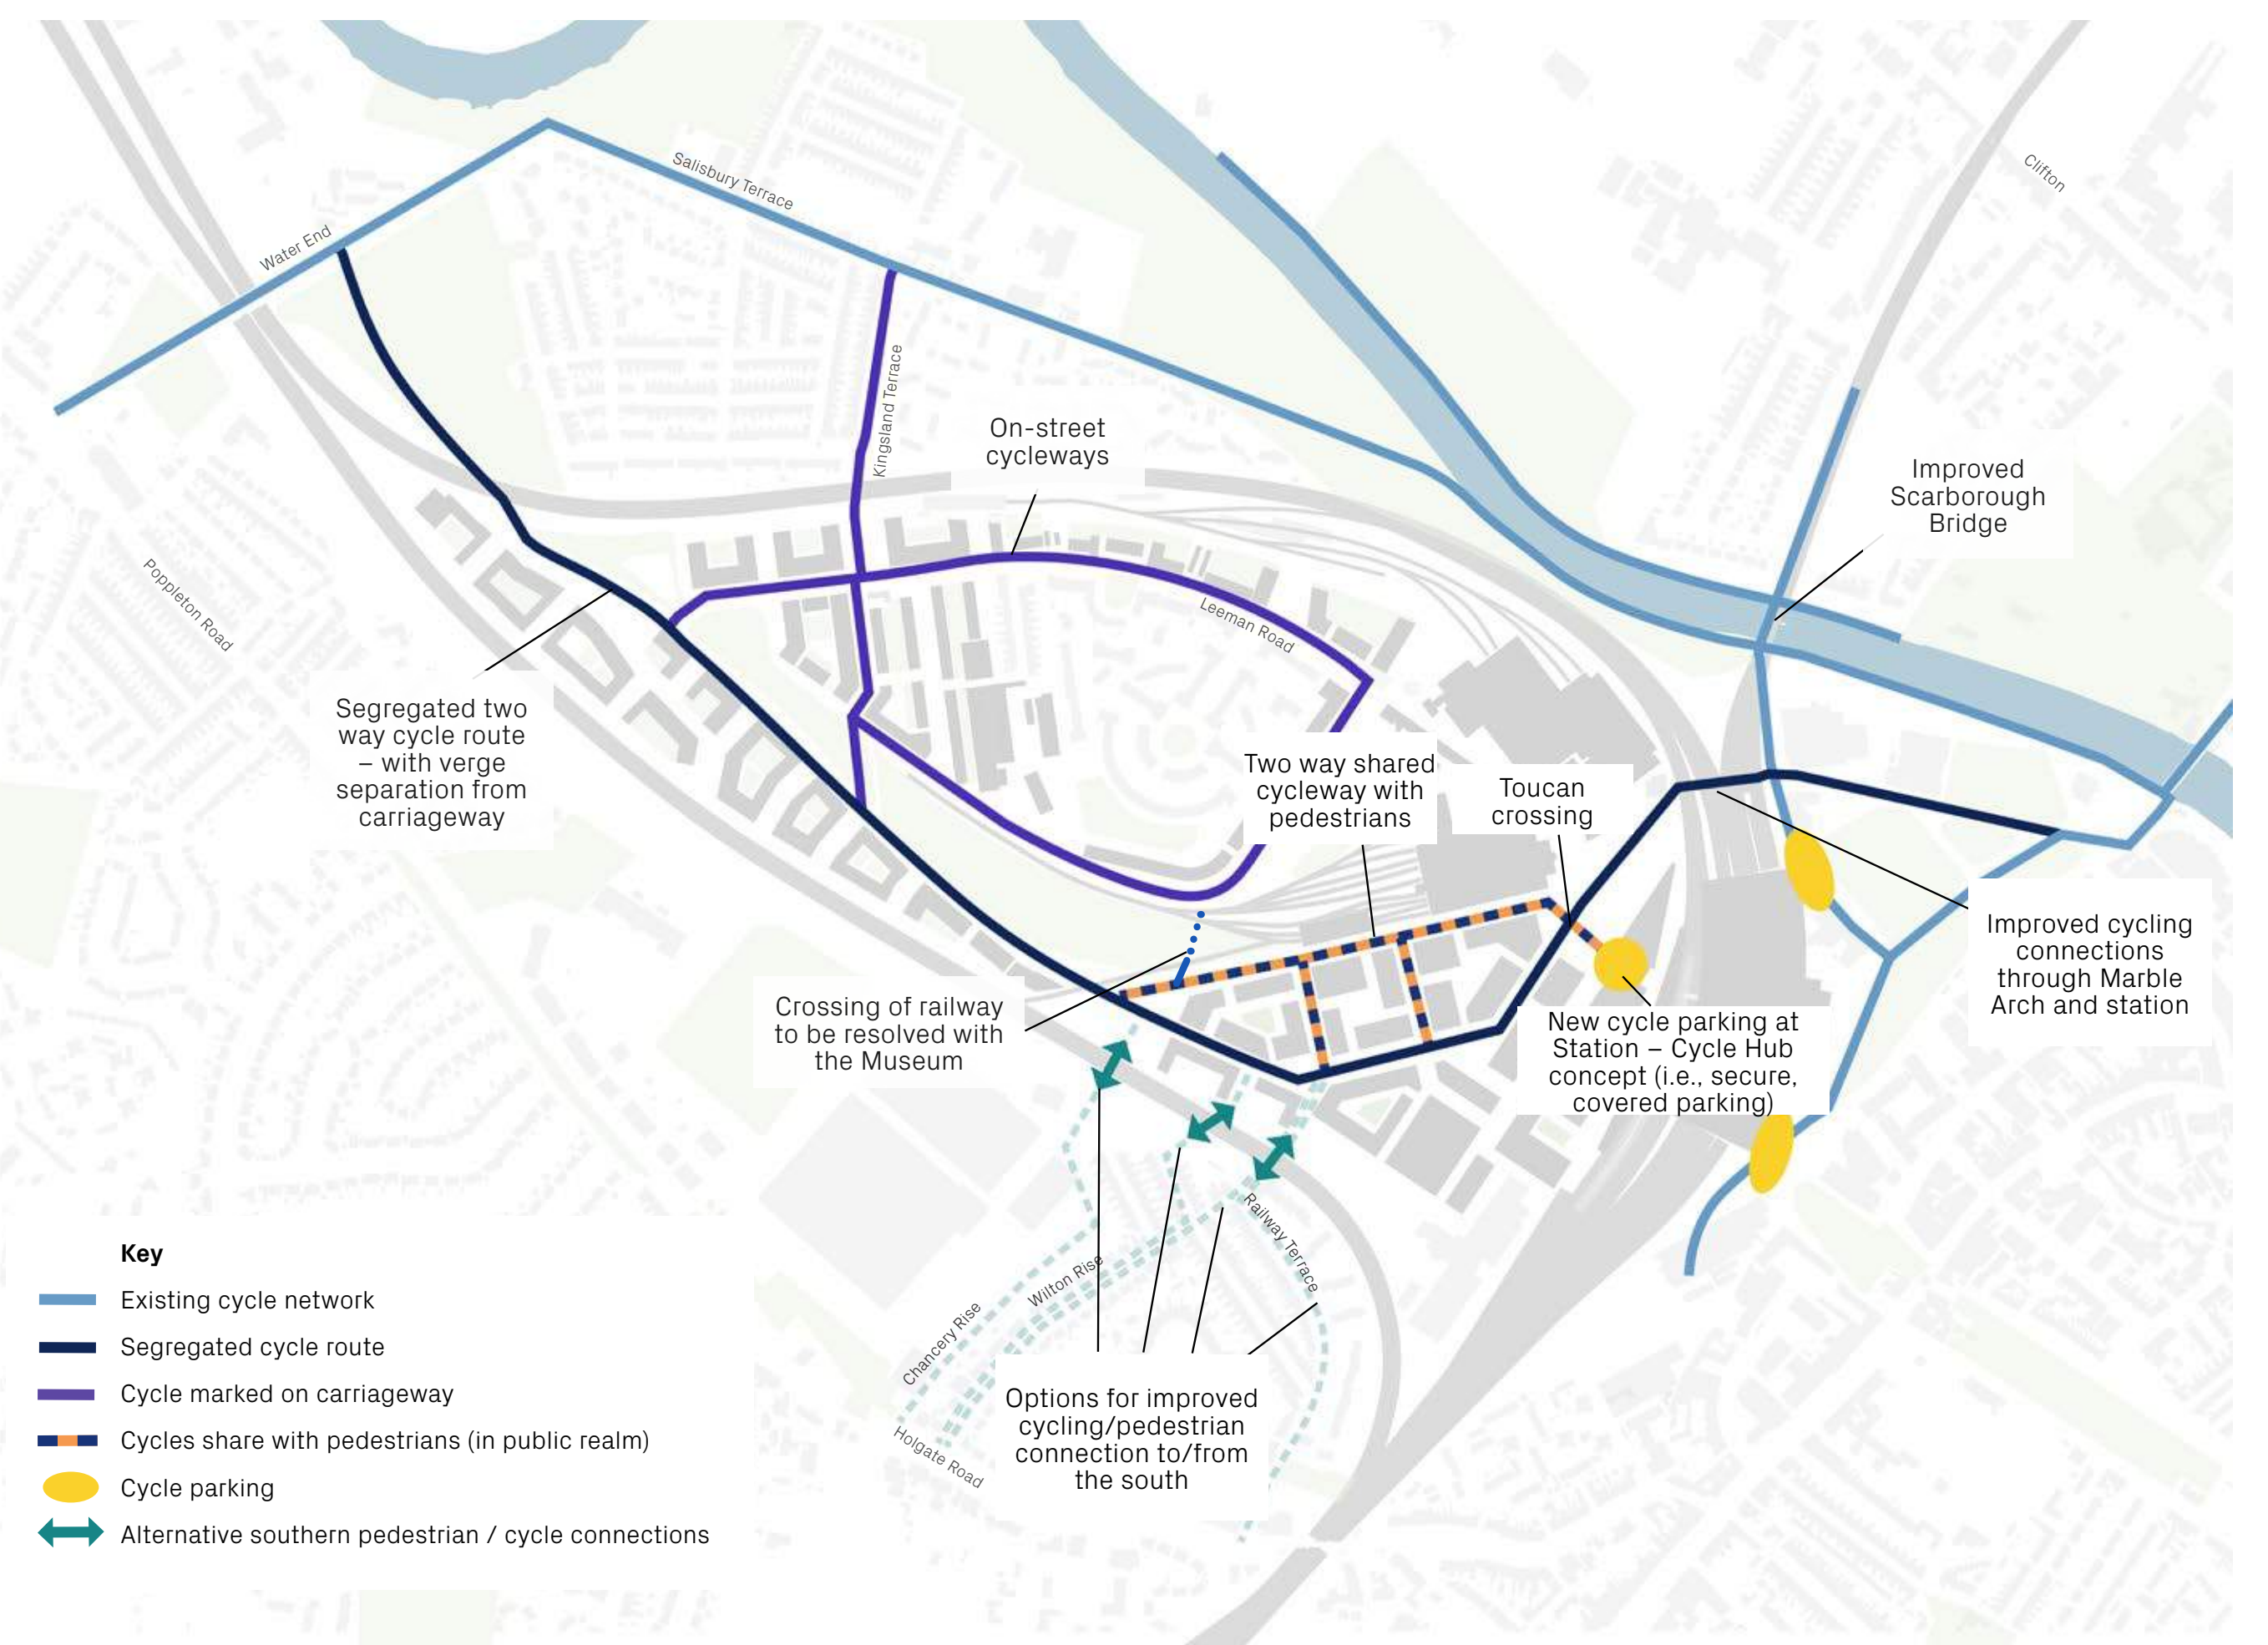 Salisbury Terrace
Clifton
Water End
Kingsland Terrace
On-street
cycleways
Improved
Scarborough
Bridge
Poppleton Road
Leeman Road
Segregated two
way cycle route
– with verge
separation from
carriageway
Two way shared
cycleway with
pedestrians
Toucan
crossing
Improved cycling
connections
through Marble
Arch and station
Crossing of railway
to be resolved with
the Museum
New cycle parking at
Station – Cycle Hub
concept (i.e., secure,
covered parking)
Railway Terrace
Wilton Rise
Chancery Rise
Holgate Road
Options for improved
cycling/pedestrian
connection to/from
the south
Key
Existing cycle network
Segregated cycle route
Cycle marked on carriageway
Cycles share with pedestrians (in public realm)
Cycle parking
Alternative southern pedestrian / cycle connections